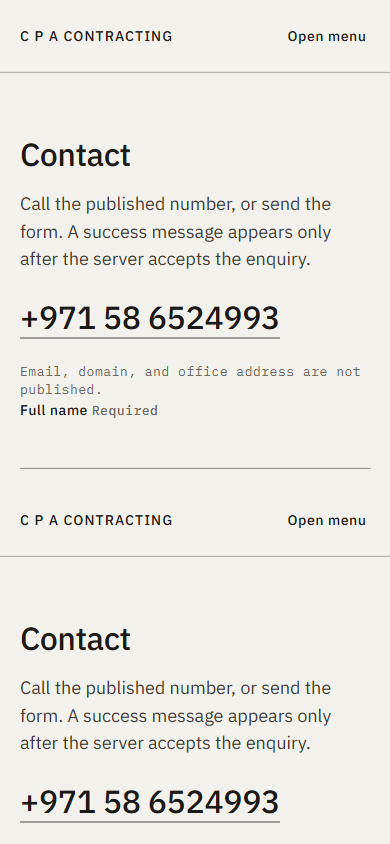 C P A CONTRACTING
Open menu
Contact
Call the published number, or send the
form. A success message appears only
after the server accepts the enquiry.
+971 58 6524993
Email, domain, and office address are not
published.
Full name Required
C P A CONTRACTING
Open menu
Contact
Call the published number, or send the
form. A success message appears only
after the server accepts the enquiry.
+971 58 6524993